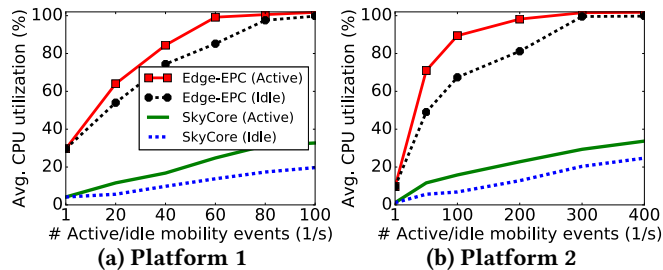 Avg. CPU utilization (%)
100
80
60
40
20
0
1
20
40
60
80
100
# Active/idle mobility events (1/s)
Edge-EPC (Active)
Edge-EPC (Idle)
SkyCore (Active)
SkyCore (Idle)
(a) Platform 1
Avg. CPU utilization (%)
100
80
60
40
20
0
1
100
200
300
400
# Active/idle mobility events (1/s)
(b) Platform 2